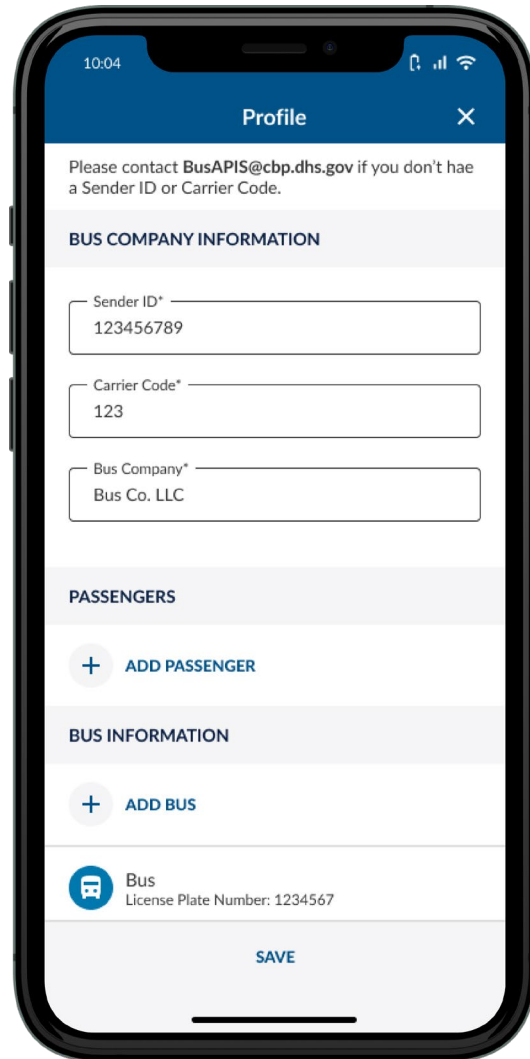 10:04
Profile
Please contact BusAPIS@cbp.dhs.gov if you don't hae
a Sender ID or Carrier Code.
BUS COMPANY INFORMATION
Sender ID*
123456789
Carrier Code*
123
Bus Company*
Bus Co. LLC
PASSENGERS
+ ADD PASSENGER
BUS INFORMATION
+ ADD BUS
Bus
License Plate Number: 1234567
SAVE